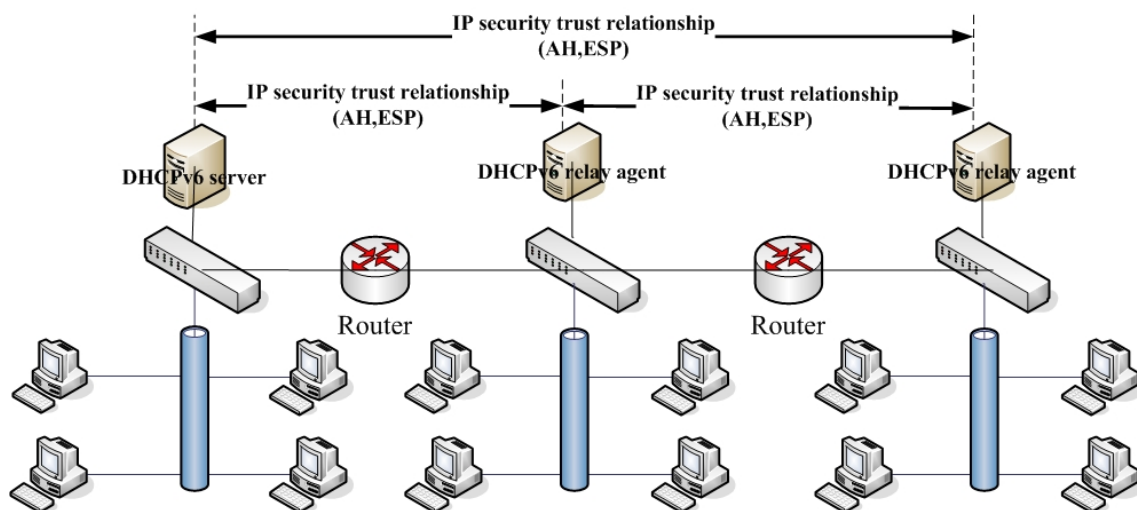 IP security trust relationship
(AH,ESP)
IP security trust relationship
(AH,ESP)
IP security trust relationship
(AH,ESP)
DHCPv6 server
DHCPv6 relay agent
DHCPv6 relay agent
Router
Router